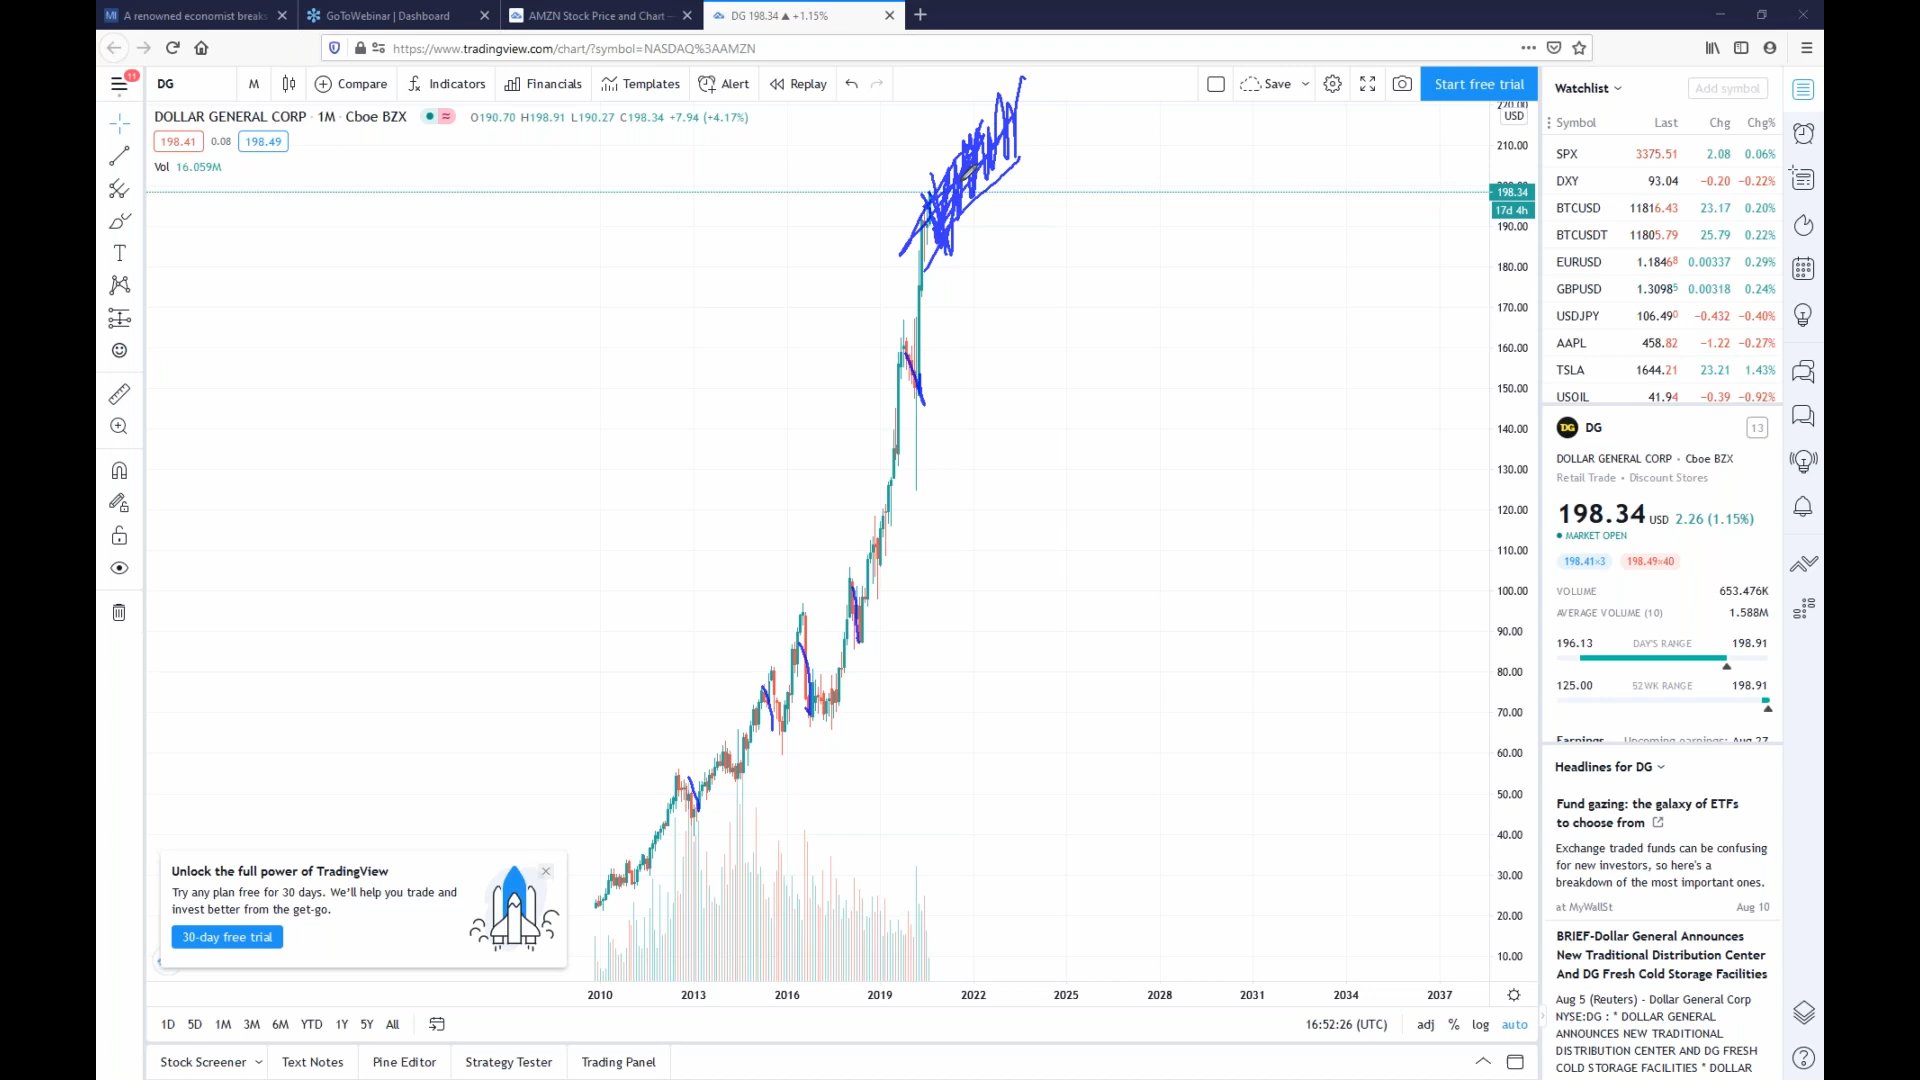 A renowned economist breaks
GoToWebinar | Dashboard
AMZN Stock Price and Chart —
DG 198.34 ▲ +1.15%
https://www.tradingview.com/chart/?symbol=NASDAQ%3AAMZN
11
DG
M
Compare
Indicators
Financials
Templates
Alert
Replay
Save
Start free trial
DOLLAR GENERAL CORP · 1M · Cboe BZX
O190.70 H198.91 L190.27 C198.34 +7.94 (+4.17%)
198.41 0.08 198.49
Vol 16.059M
USD
210.00
198.34
17d 4h
190.00
180.00
170.00
160.00
150.00
140.00
130.00
120.00
110.00
100.00
90.00
80.00
70.00
60.00
50.00
40.00
30.00
20.00
10.00
Unlock the full power of TradingView
Try any plan free for 30 days. We'll help you trade and
invest better from the get-go.
30-day free trial
2010 2013 2016 2019 2022 2025 2028 2031 2034 2037
1D 5D 1M 3M 6M YTD 1Y 5Y All
16:52:26 (UTC)
adj % log auto
Stock Screener
Text Notes
Pine Editor
Strategy Tester
Trading Panel
Watchlist
Add symbol
Symbol Last Chg Chg%
SPX 3375.51 2.08 0.06%
DXY 93.04 −0.20 −0.22%
BTCUSD 11816.43 23.17 0.20%
BTCUSDT 11805.79 25.79 0.22%
EURUSD 1.18468 0.00337 0.29%
GBPUSD 1.30985 0.00318 0.24%
USDJPY 106.490 −0.432 −0.40%
AAPL 458.82 −1.22 −0.27%
TSLA 1644.21 23.21 1.43%
USOIL 41.94 −0.39 −0.92%
DG DG
13
DOLLAR GENERAL CORP • Cboe BZX
Retail Trade • Discount Stores
198.34 USD 2.26 (1.15%)
MARKET OPEN
198.41×3 198.49×40
VOLUME 653.476K
AVERAGE VOLUME (10) 1.588M
196.13 DAY'S RANGE 198.91
125.00 52WK RANGE 198.91
Earnings Upcoming earnings: Aug 27
Headlines for DG
Fund gazing: the galaxy of ETFs
to choose from
Exchange traded funds can be confusing
for new investors, so here's a
breakdown of the most important ones.
at MyWallSt Aug 10
BRIEF-Dollar General Announces
New Traditional Distribution Center
And DG Fresh Cold Storage Facilities
Aug 5 (Reuters) - Dollar General Corp
NYSE:DG : * DOLLAR GENERAL
ANNOUNCES NEW TRADITIONAL
DISTRIBUTION CENTER AND DG FRESH
COLD STORAGE FACILITIES * DOLLAR